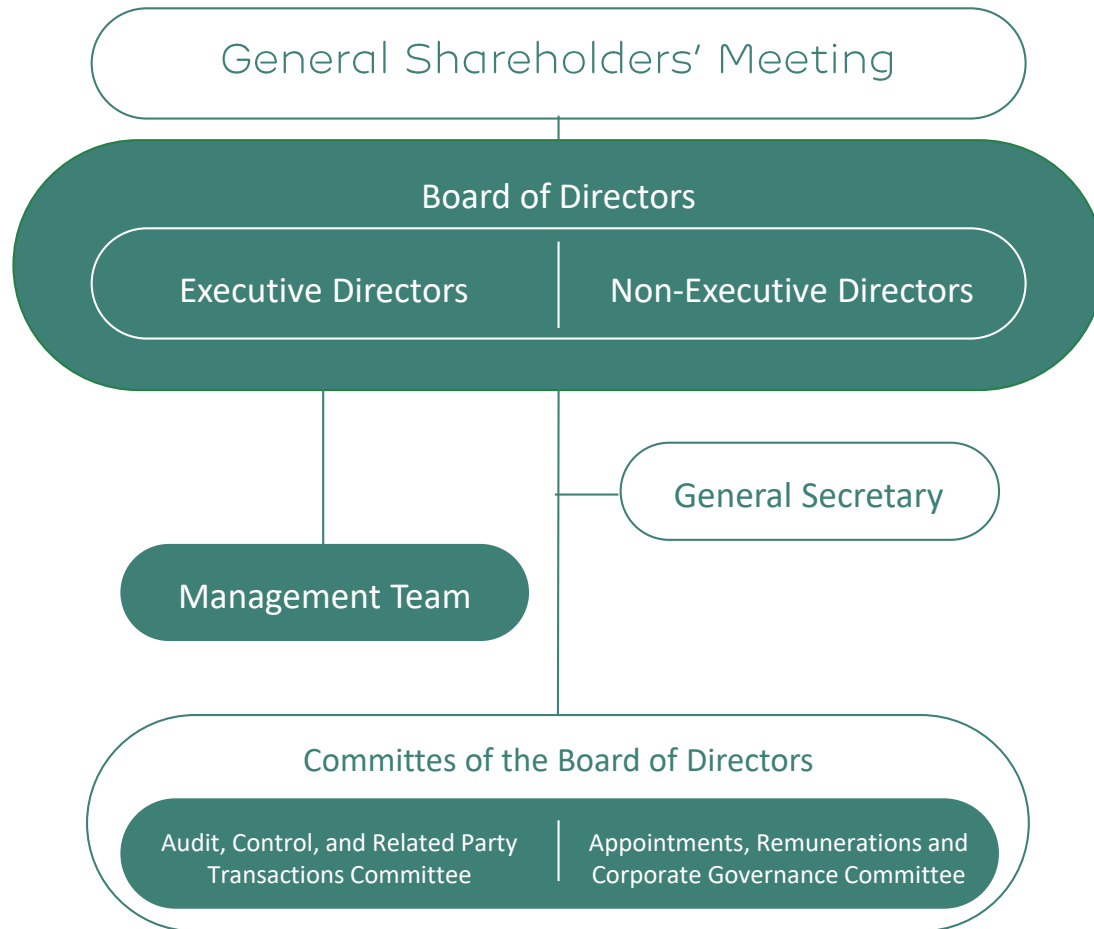 General Shareholders’ Meeting
Board of Directors
Executive Directors
Non-Executive Directors
General Secretary
Management Team
Committes of the Board of Directors
Audit, Control, and Related Party
Transactions Committee
Appointments, Remunerations and
Corporate Governance Committee